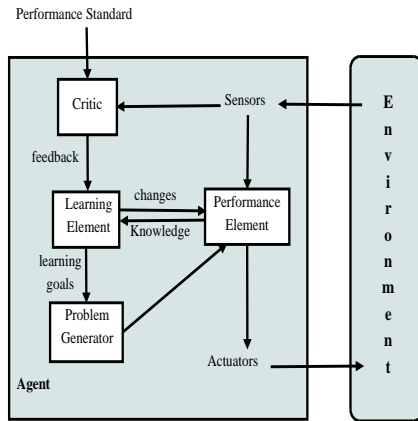 Performance Standard
Critic
Sensors
feedback
changes
Learning
Element
Performance
Element
Knowledge
learning
goals
Problem
Generator
Actuators
Agent
E
n
v
i
r
o
n
m
e
n
t